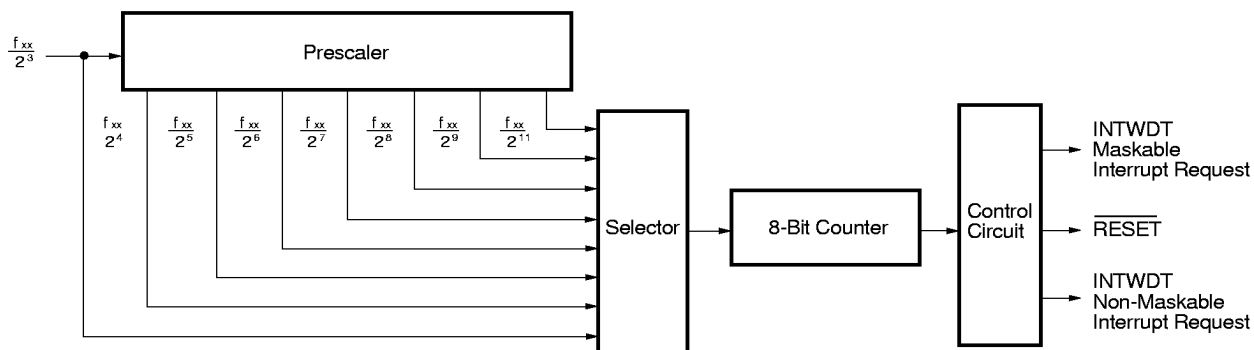 fxx
2³
Prescaler
fxx
2⁴
fxx
2⁵
fxx
2⁶
fxx
2⁷
fxx
2⁸
fxx
2⁹
fxx
2¹¹
Selector
8-Bit Counter
Control
Circuit
INTWDT
Maskable
Interrupt Request
RESET
INTWDT
Non-Maskable
Interrupt Request